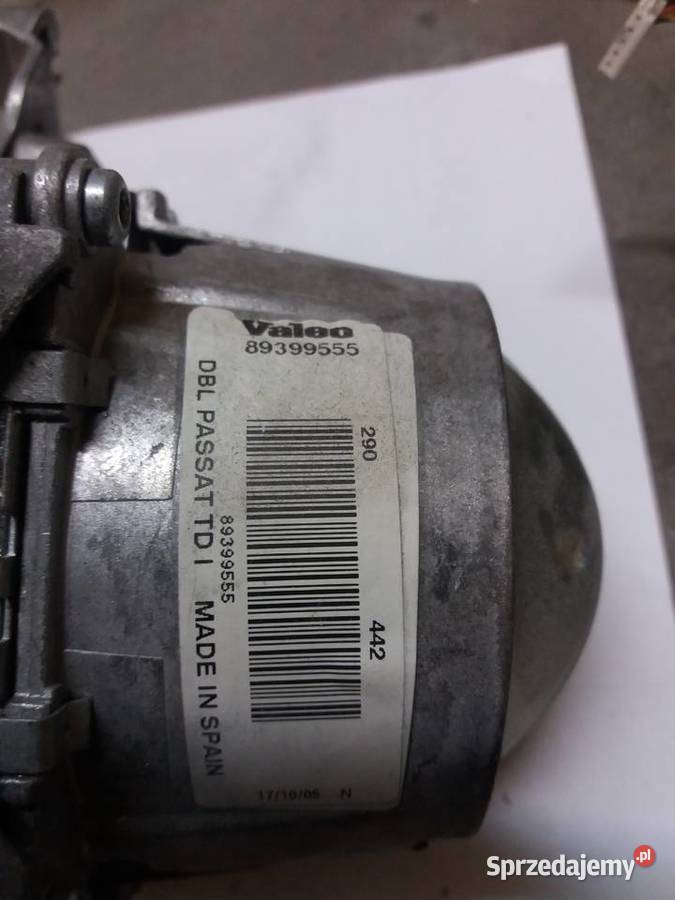 Valeo
89399555
290
442
89399555
DBL PASSAT TD I MADE IN SPAIN
17/10/05 N
Sprzedajemy.pl